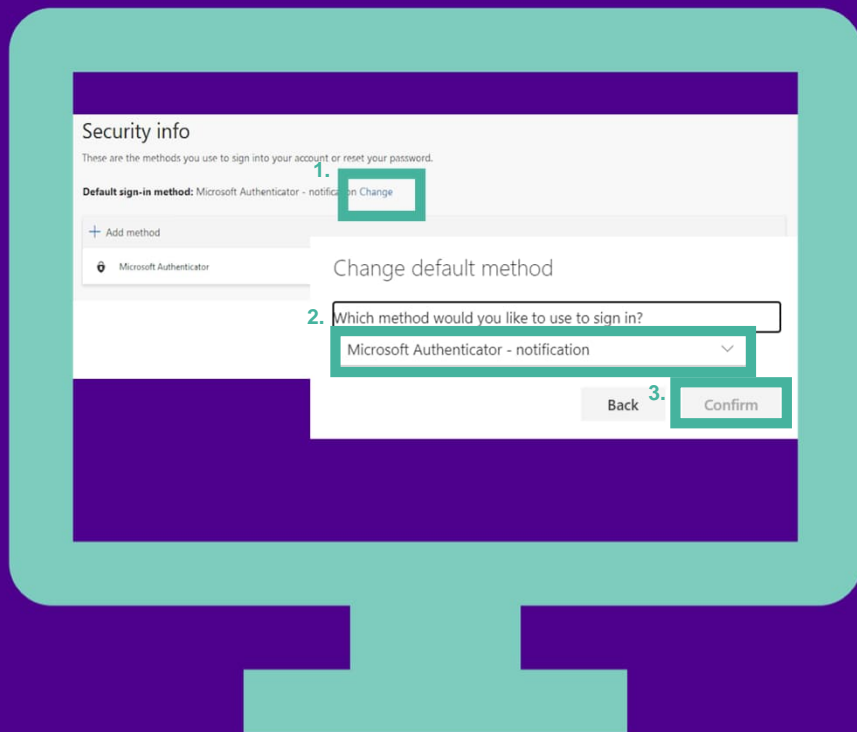 Security info
These are the methods you use to sign into your account or reset your password.
1.
Default sign-in method: Microsoft Authenticator - notification Change
+ Add method
Microsoft Authenticator
Change default method
2. Which method would you like to use to sign in?
Microsoft Authenticator - notification
Back
3.
Confirm